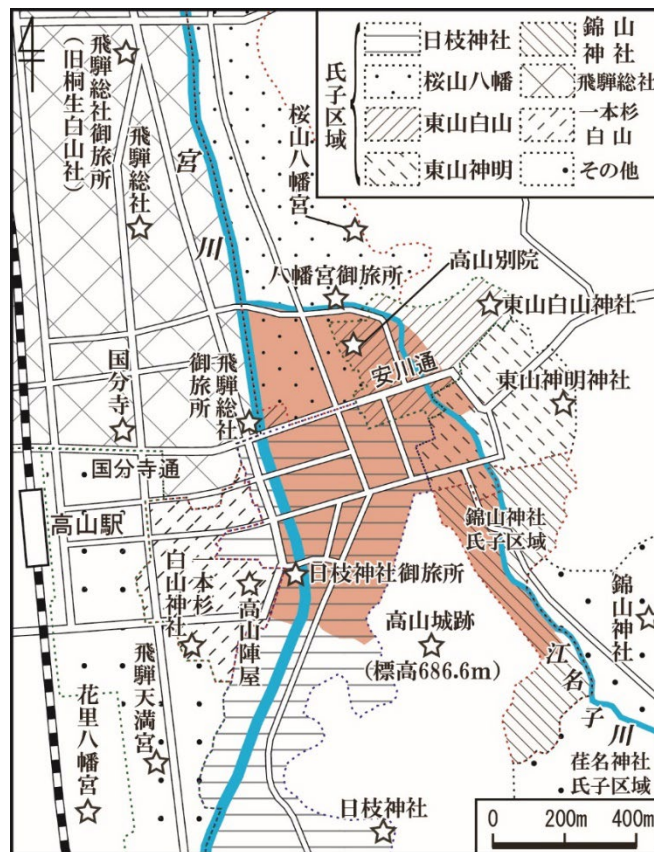 氏子区域
日枝神社
桜山八幡
東山白山
東山神明
錦山神社
飛騨総社
一本杉白山
その他
飛騨総社御旅所
(旧桐生白山社)
飛騨総社
宮川
桜山八幡宮
八幡宮御旅所
高山別院
東山白山神社
安川通
東山神明神社
国分寺
飛騨総社
御旅所
国分寺通
高山駅
錦山神社
氏子区域
一本杉
白山神社
高山陣屋
日枝神社御旅所
高山城跡
(標高686.6m)
錦山神社
飛騨天満宮
花里八幡宮
江名子川
荏名神社
氏子区域
日枝神社
0 200m 400m